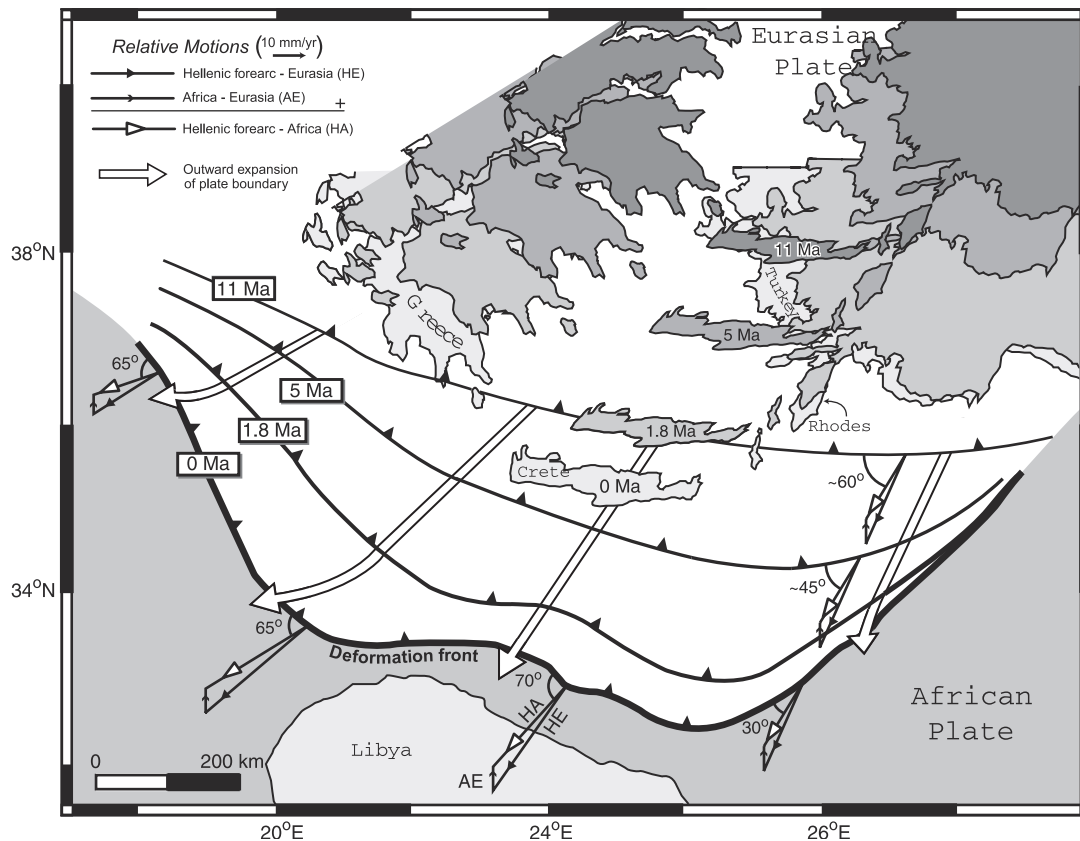 Relative Motions (10 mm/yr)
Hellenic forearc - Eurasia (HE)
Africa - Eurasia (AE)
+
Hellenic forearc - Africa (HA)
Outward expansion
of plate boundary
Eurasian
Plate
38°N
34°N
11 Ma
5 Ma
1.8 Ma
0 Ma
Greece
Turkey
11 Ma
5 Ma
1.8 Ma
Crete
0 Ma
Rhodes
65°
~60°
~45°
65°
70°
30°
Deformation front
HA
HE
AE
Libya
African
Plate
0 200 km
20°E 24°E 26°E